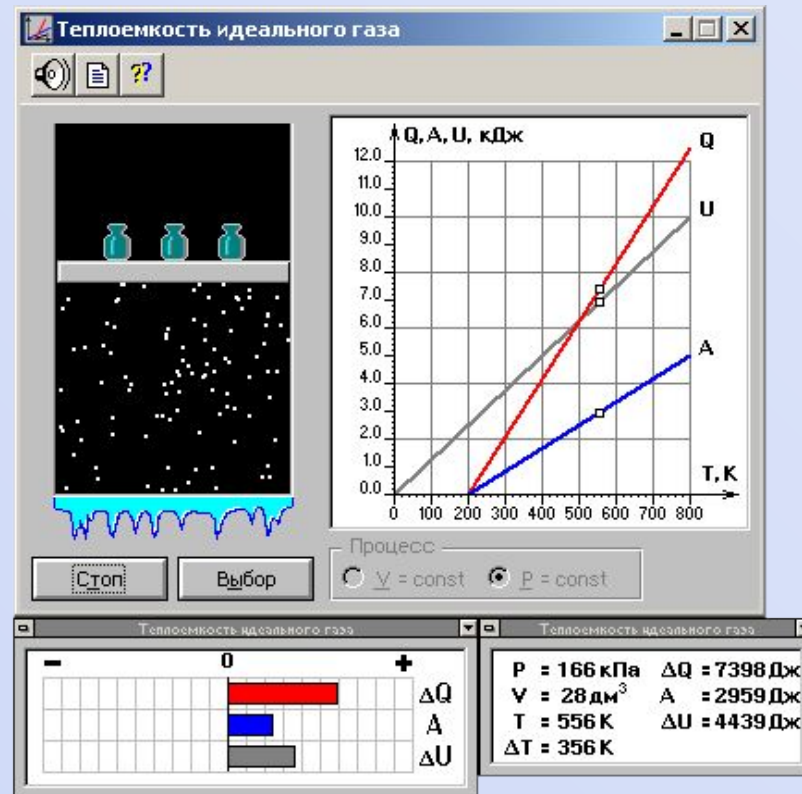 Теплоемкость идеального газа
??
Q, A, U, кДж
Q
12.0
11.0
10.0
U
9.0
8.0
7.0
6.0
5.0
A
4.0
3.0
2.0
1.0
T, K
0.0
0 100 200 300 400 500 600 700 800
Процесс
V = const P = const
Стоп Выбор
Теплоемкость идеального газа
− 0 +
ΔQ
A
ΔU
Теплоемкость идеального газа
P = 166 кПа ΔQ = 7398 Дж
V = 28 дм³ A = 2959 Дж
T = 556 K ΔU = 4439 Дж
ΔT = 356 K